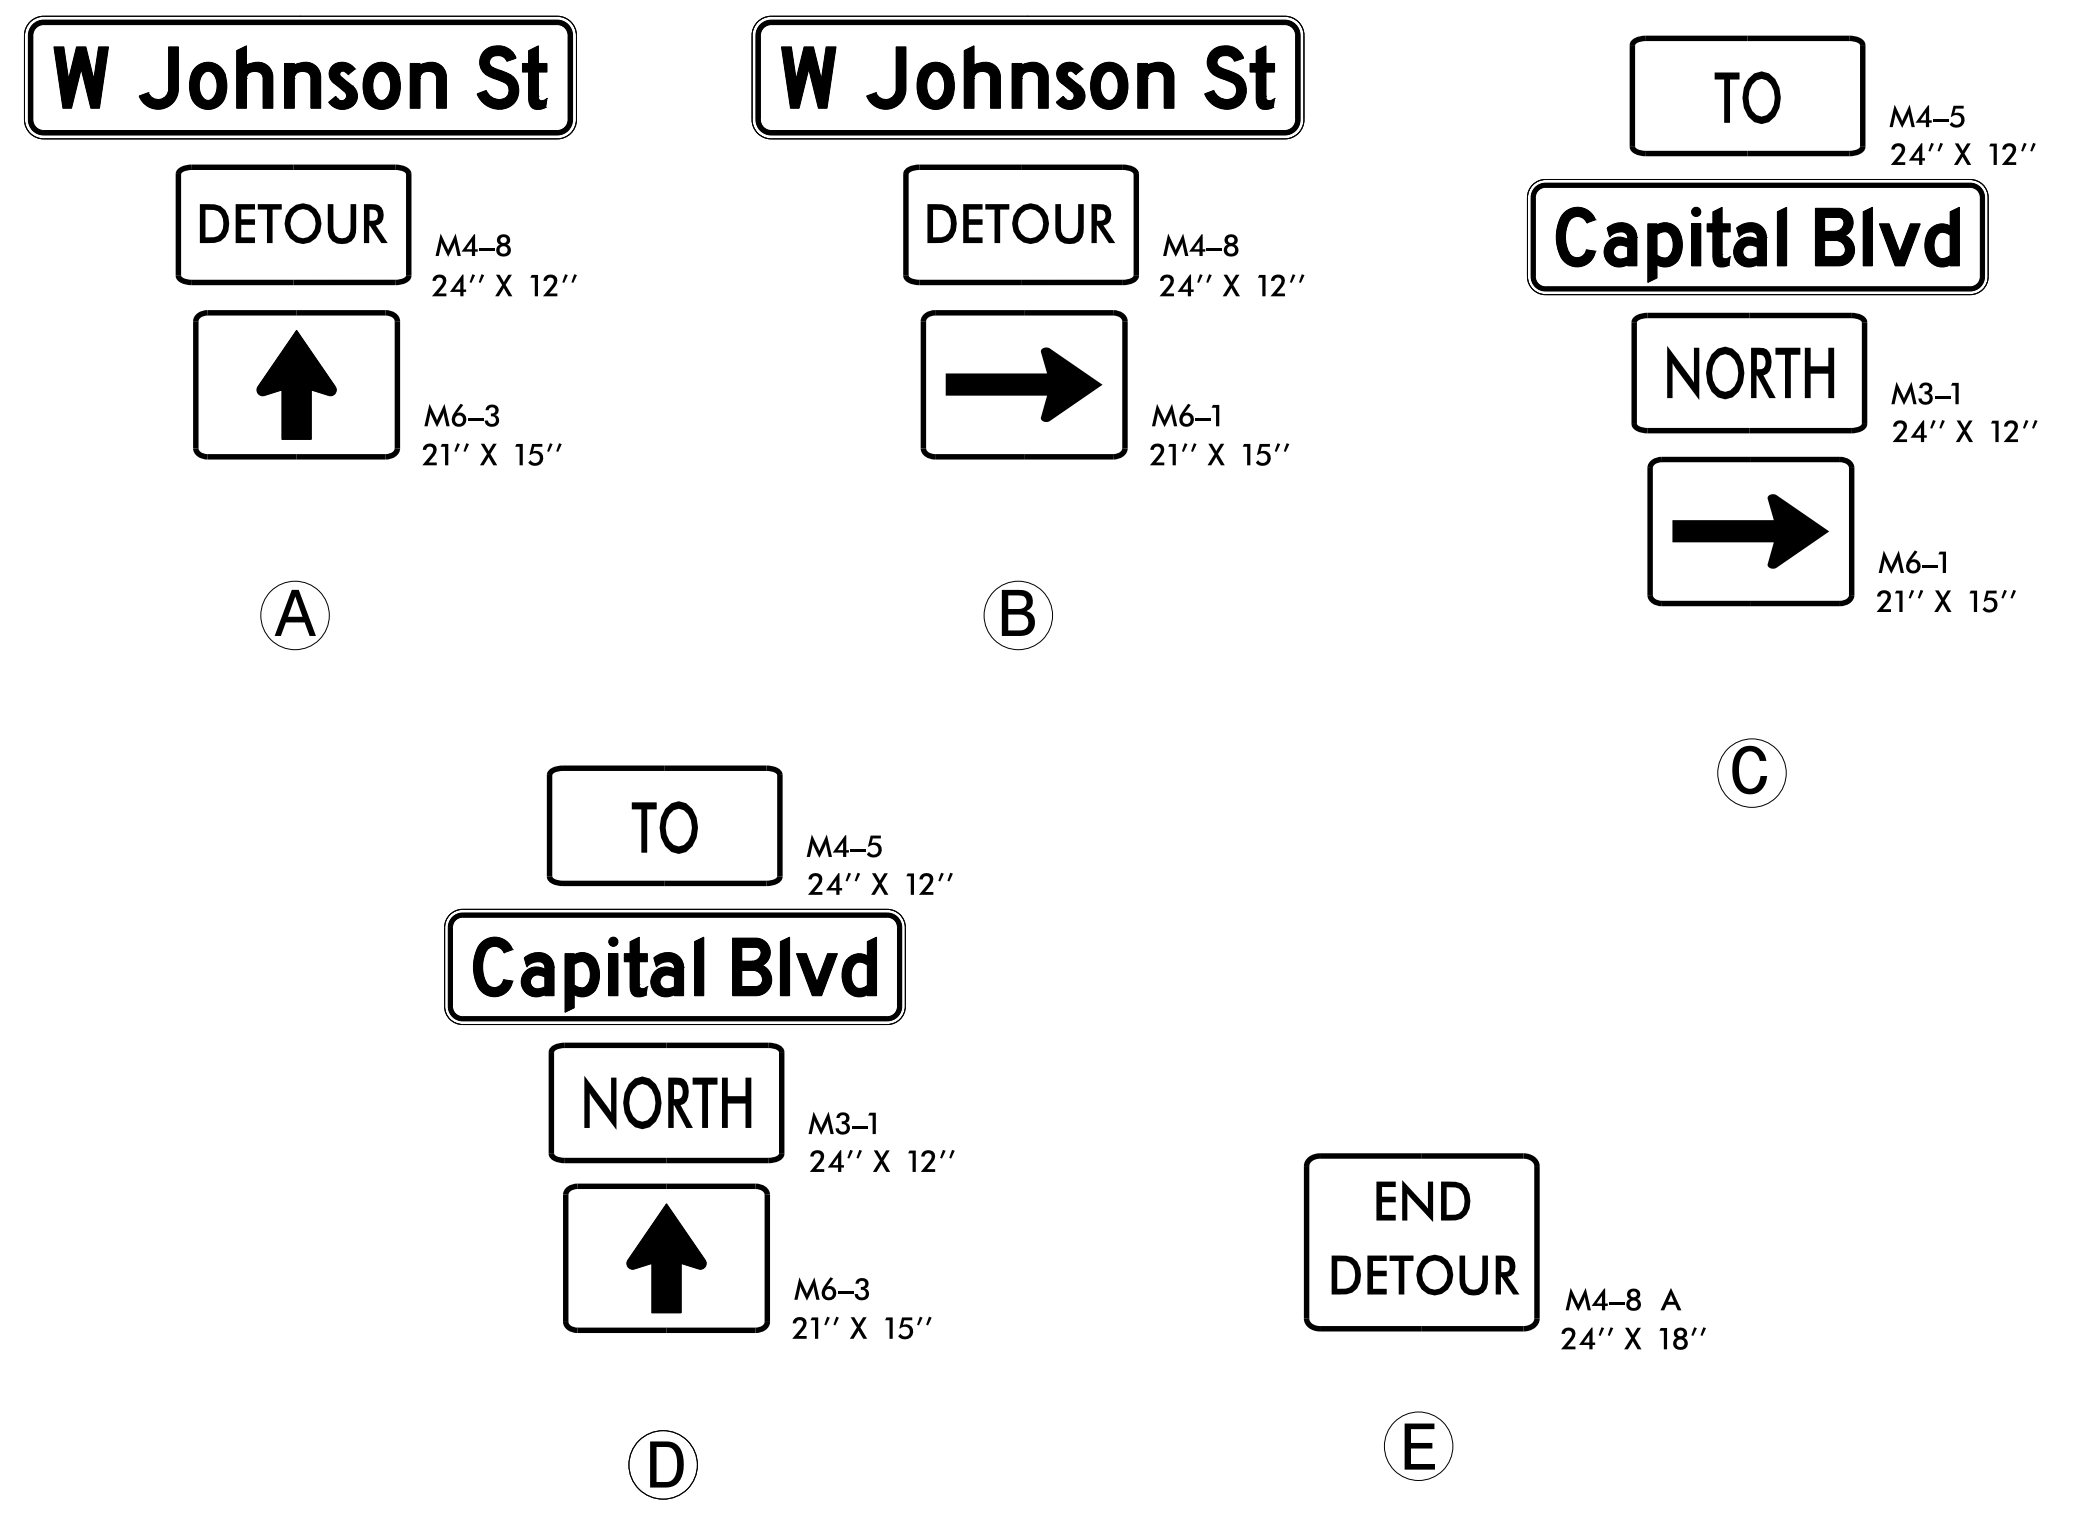 W Johnson St
DETOUR
M4–8
24’’ X 12’’
M6–3
21’’ X 15’’
A
W Johnson St
DETOUR
M4–8
24’’ X 12’’
M6–1
21’’ X 15’’
B
TO
M4–5
24’’ X 12’’
Capital Blvd
NORTH
M3–1
24’’ X 12’’
M6–1
21’’ X 15’’
C
TO
M4–5
24’’ X 12’’
Capital Blvd
NORTH
M3–1
24’’ X 12’’
M6–3
21’’ X 15’’
D
END
DETOUR
M4–8 A
24’’ X 18’’
E